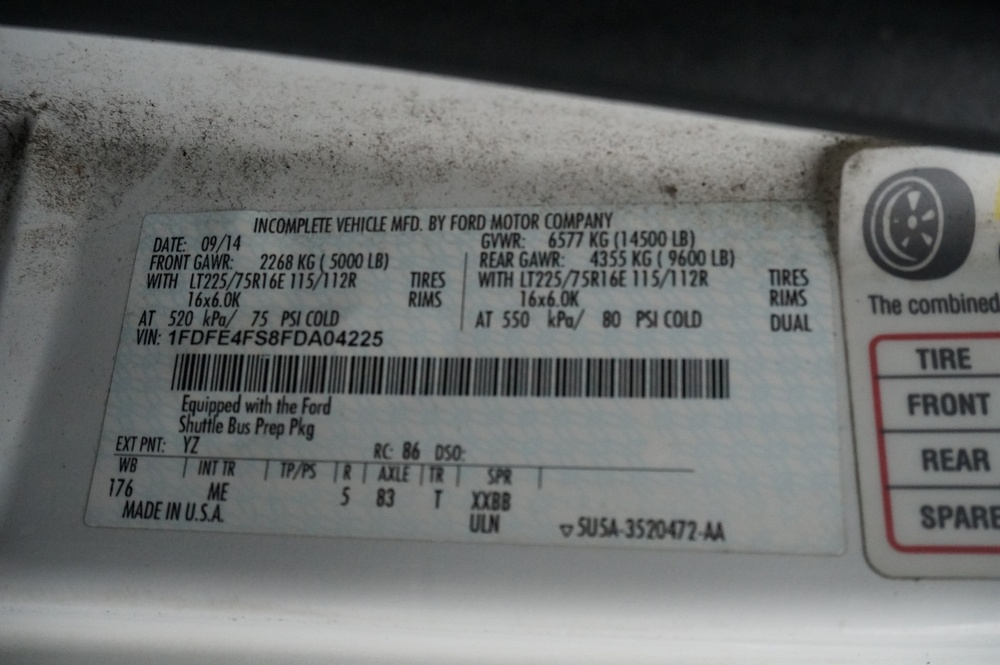 INCOMPLETE VEHICLE MFD. BY FORD MOTOR COMPANY
DATE: 09/14 GVWR: 6577 KG (14500 LB)
FRONT GAWR: 2268 KG ( 5000 LB) REAR GAWR: 4355 KG ( 9600 LB)
WITH LT225/75R16E 115/112R TIRES WITH LT225/75R16E 115/112R TIRES
16x6.0K RIMS 16x6.0K RIMS
AT 520 kPa/ 75 PSI COLD AT 550 kPa/ 80 PSI COLD DUAL
VIN: 1FDFE4FS8FDA04225
Equipped with the Ford
Shuttle Bus Prep Pkg
EXT PNT: YZ RC: 86 DSO:
WB INT TR TP/PS R AXLE TR SPR
176 ME 5 83 T XXBB
MADE IN U.S.A. ULN 5U5A-3520472-AA
The combined
TIRE
FRONT
REAR
SPARE